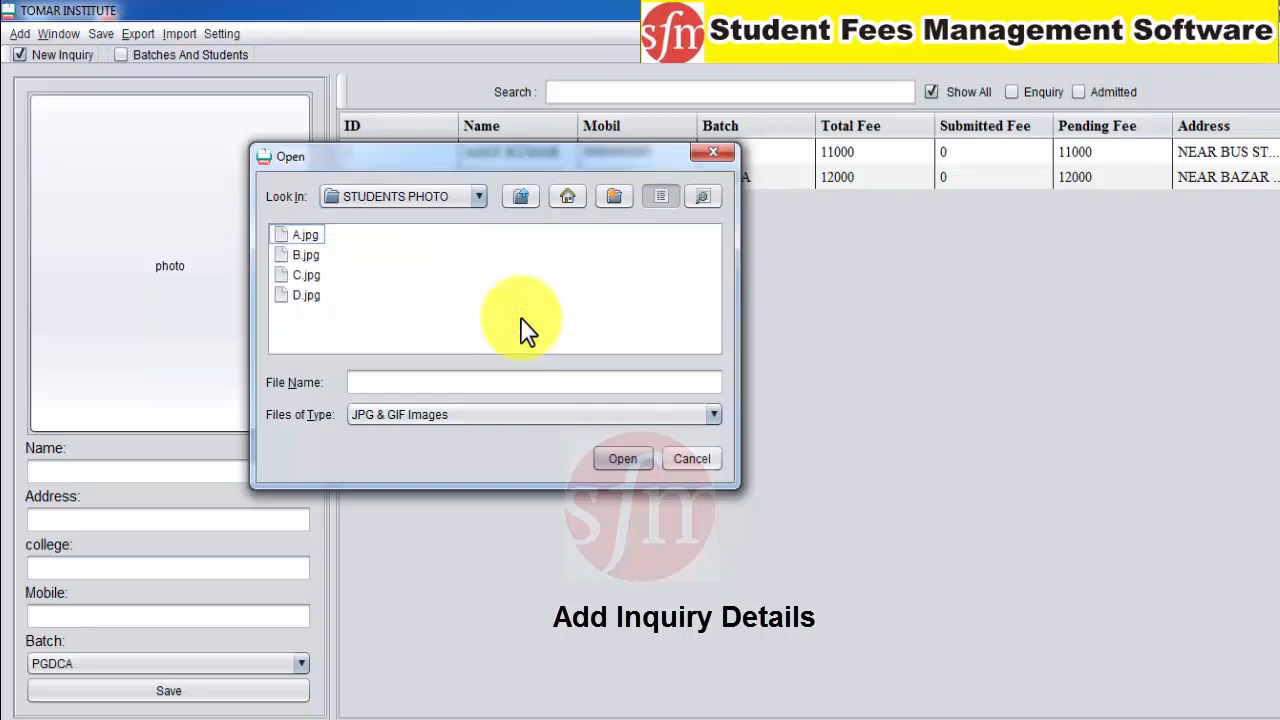 TOMAR INSTITUTE
sfm Student Fees Management Software
Add Window Save Export Import Setting
New Inquiry Batches And Students
Search : Show All Enquiry Admitted
ID Name Mobil Batch Total Fee Submitted Fee Pending Fee Address
11000 0 11000 NEAR BUS ST...
A 12000 0 12000 NEAR BAZAR ...
photo
Open
Look In: STUDENTS PHOTO
A.jpg
B.jpg
C.jpg
D.jpg
File Name:
Files of Type: JPG & GIF Images
Open Cancel
Name:
Address:
college:
Mobile:
Batch:
PGDCA
Save
sfm
Add Inquiry Details